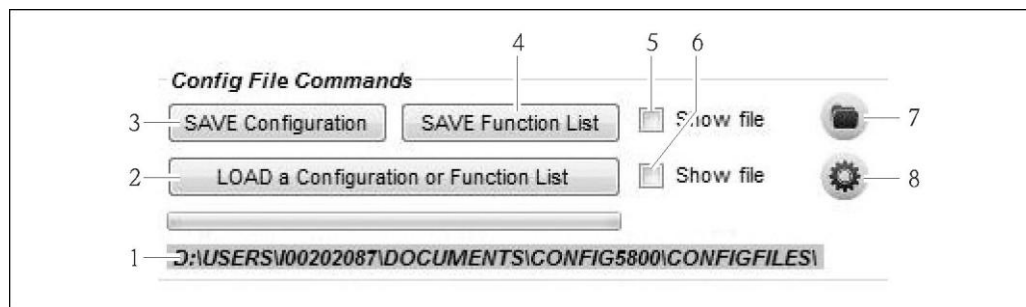 4 5 6
Config File Commands
3 SAVE Configuration SAVE Function List Show file 7
2 LOAD a Configuration or Function List Show file 8
1 D:\USERS\I00202087\DOCUMENTS\CONFIG5800\CONFIGFILES\